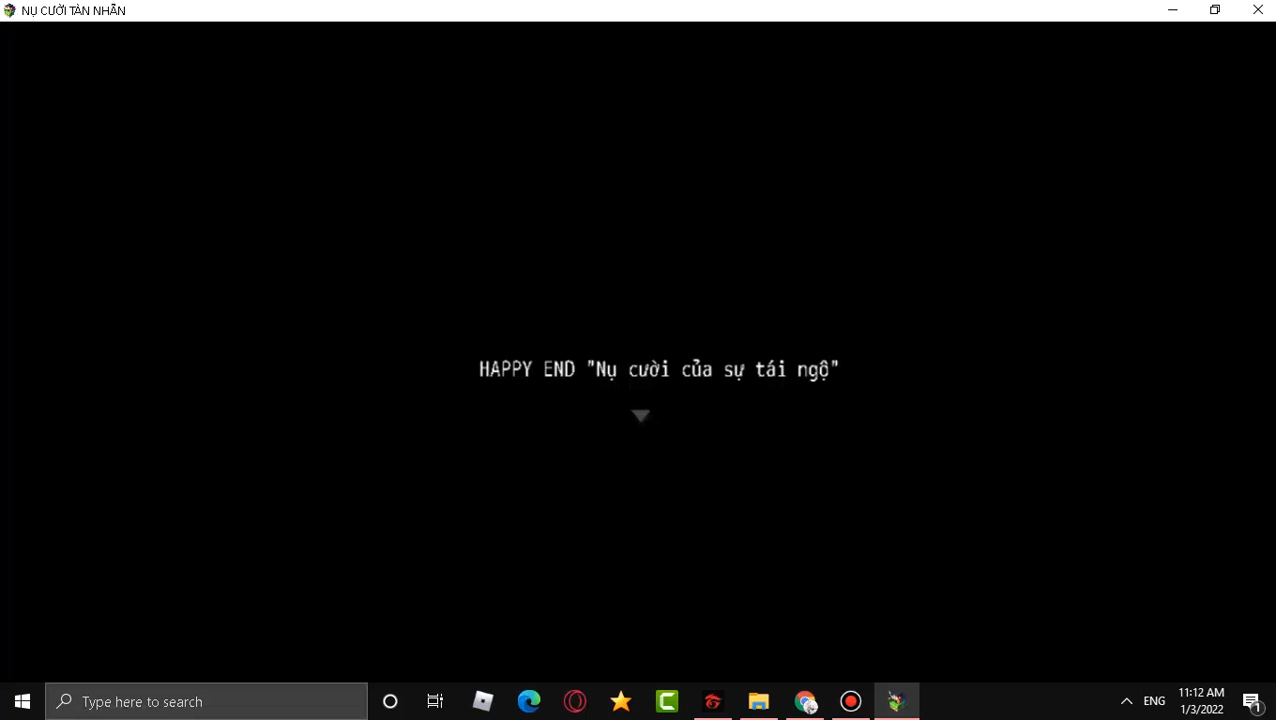 NỤ CƯỜI TÀN NHẪN
HAPPY END "Nụ cười của sự tái ngộ"
Type here to search
ENG
11:12 AM
1/3/2022
1